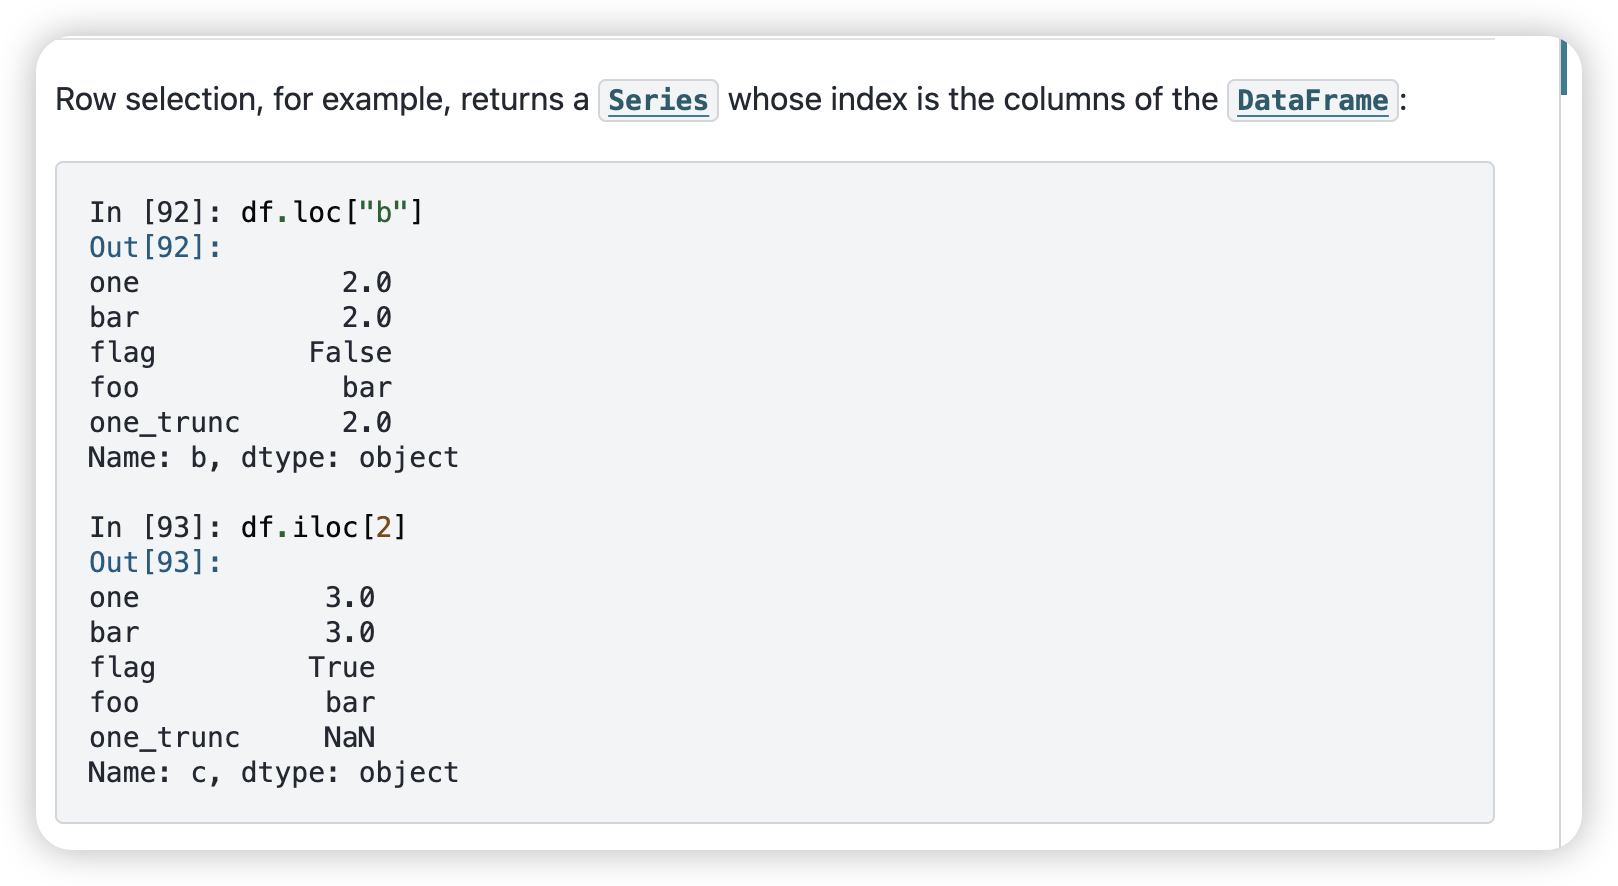 Row selection, for example, returns a Series whose index is the columns of the DataFrame:
In [92]: df.loc["b"]
Out[92]:
one            2.0
bar            2.0
flag         False
foo            bar
one_trunc      2.0
Name: b, dtype: object

In [93]: df.iloc[2]
Out[93]:
one           3.0
bar           3.0
flag         True
foo           bar
one_trunc     NaN
Name: c, dtype: object